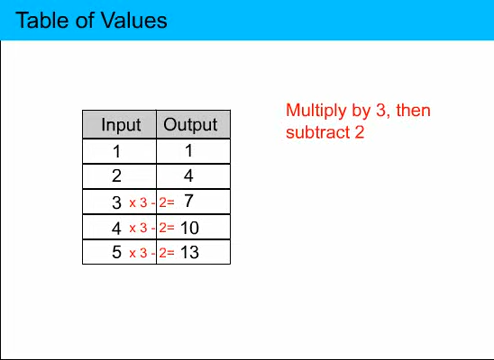 Table of Values
Multiply by 3, then
subtract 2
Input Output
1 1
2 4
3 x 3 - 2= 7
4 x 3 - 2= 10
5 x 3 - 2= 13